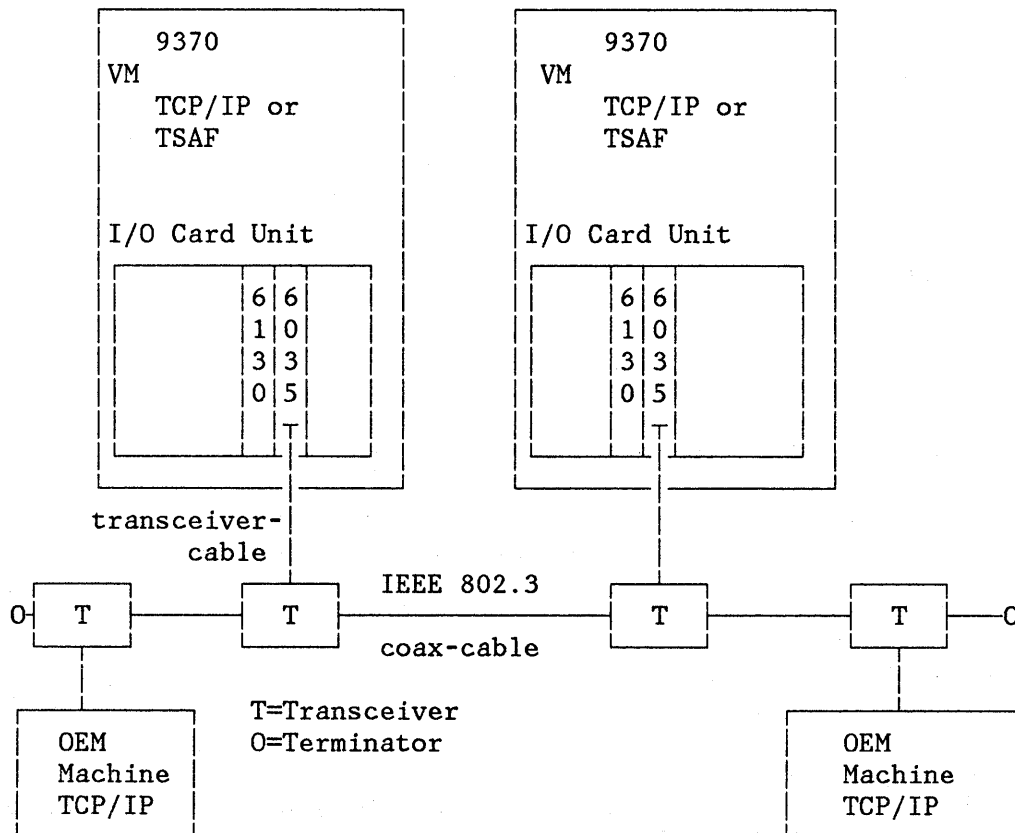 9370
VM
TCP/IP or
TSAF
I/O Card Unit
6 6
1 0
3 3
0 5
9370
VM
TCP/IP or
TSAF
I/O Card Unit
6 6
1 0
3 3
0 5
transceiver-
cable
IEEE 802.3
O T T T T O
coax-cable
T=Transceiver
O=Terminator
OEM
Machine
TCP/IP
OEM
Machine
TCP/IP